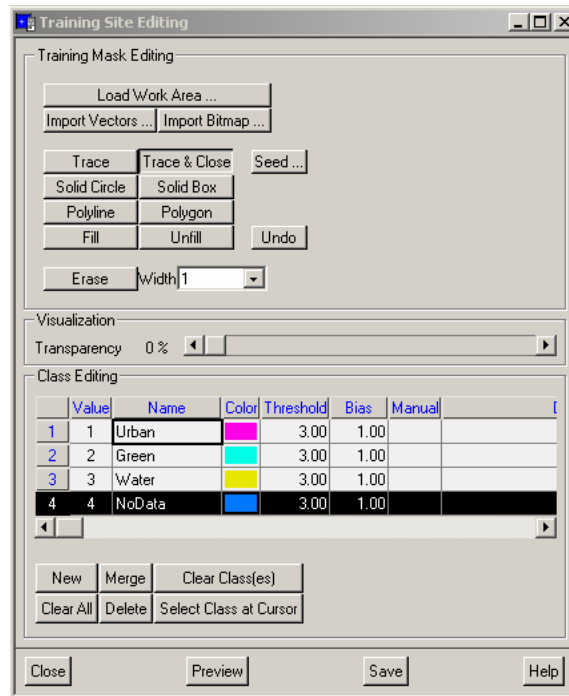 Training Site Editing
Training Mask Editing
Load Work Area ...
Import Vectors ... Import Bitmap ...
Trace Trace & Close Seed ...
Solid Circle Solid Box
Polyline Polygon
Fill Unfill Undo
Erase Width 1
Visualization
Transparency 0 %
Class Editing
Value Name Color Threshold Bias Manual D
1 1 Urban 3.00 1.00
2 2 Green 3.00 1.00
3 3 Water 3.00 1.00
4 4 NoData 3.00 1.00
New Merge Clear Class(es)
Clear All Delete Select Class at Cursor
Close Preview Save Help